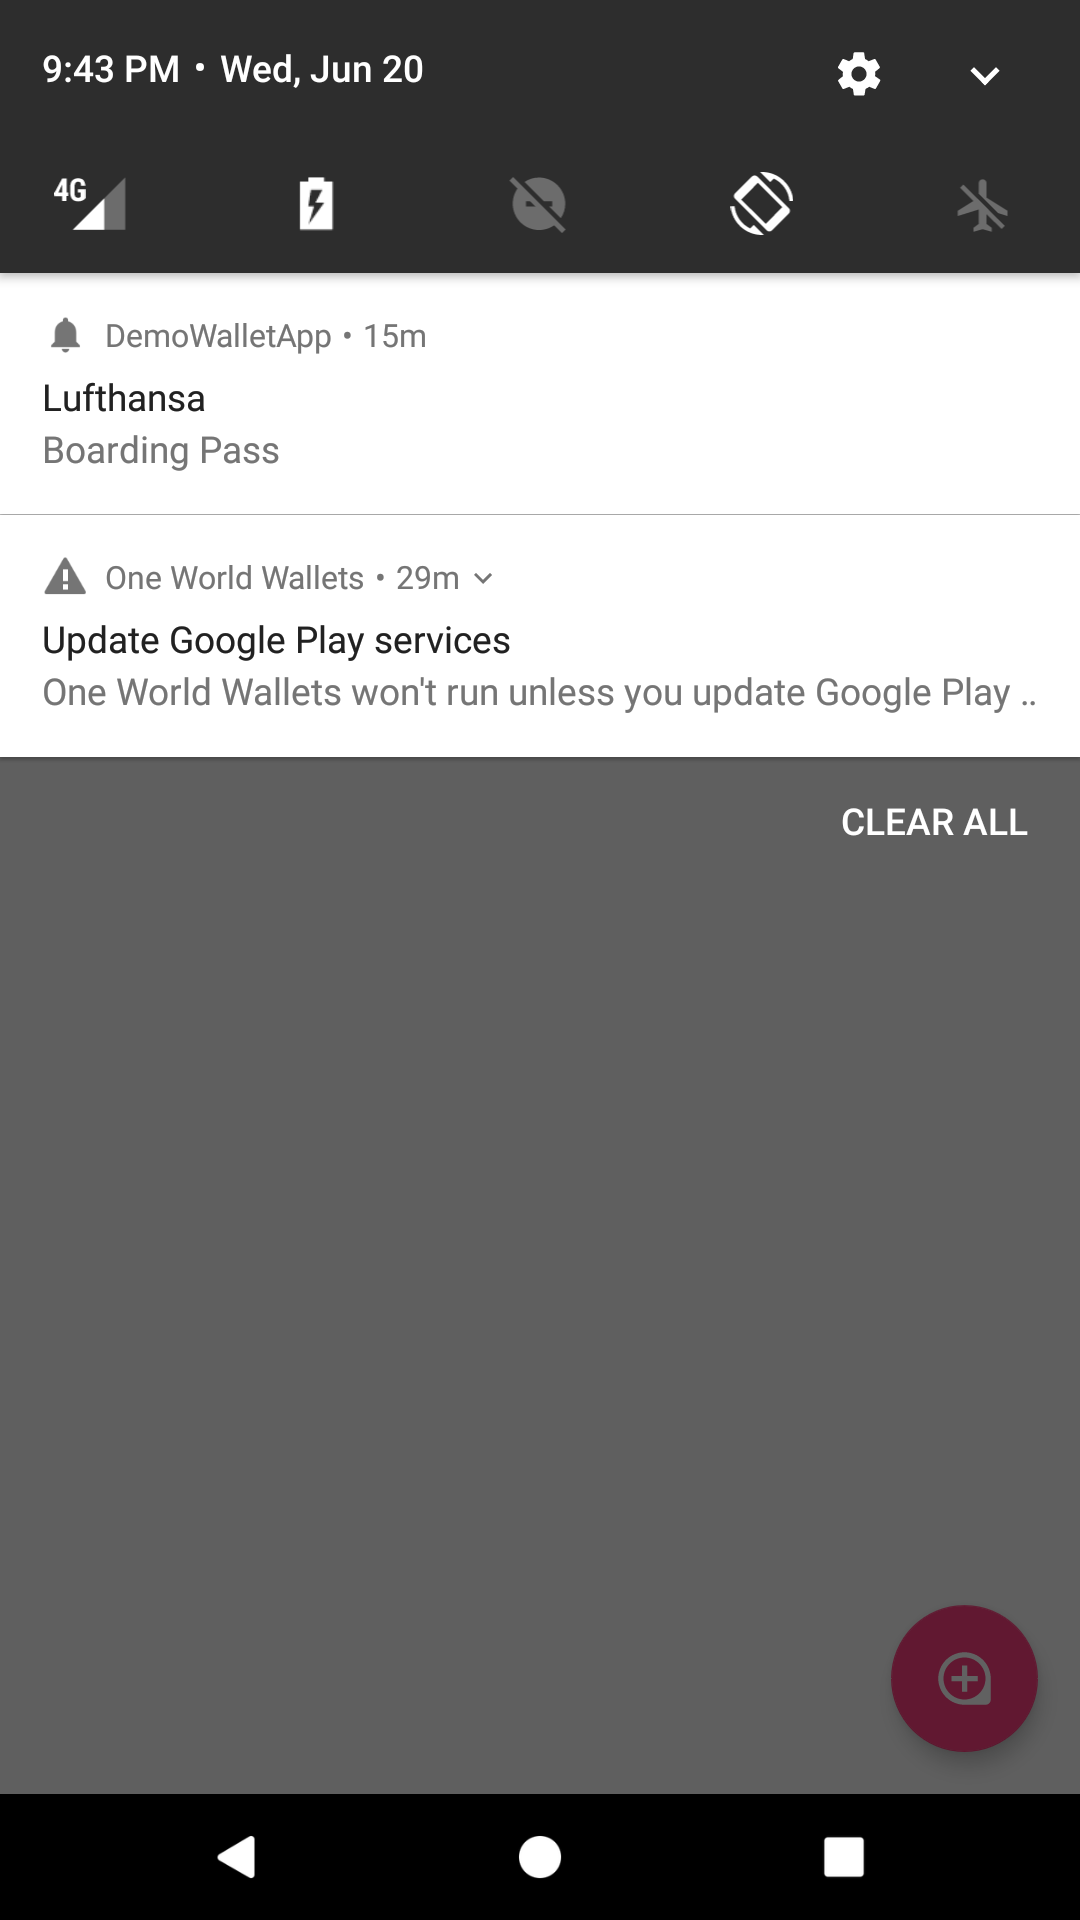 9:43 PM • Wed, Jun 20
4G
DemoWalletApp • 15m
Lufthansa
Boarding Pass
One World Wallets • 29m
Update Google Play services
One World Wallets won't run unless you update Google Play ..
CLEAR ALL